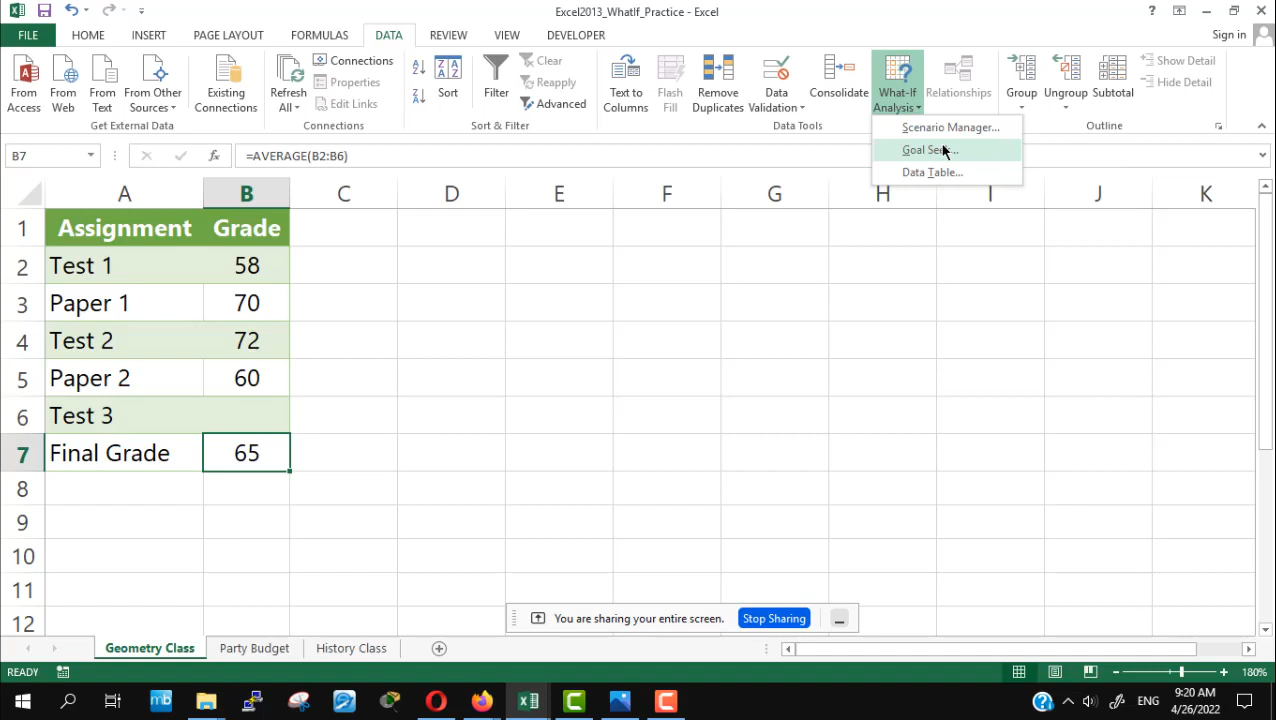 Excel2013_WhatIf_Practice - Excel
?
FILE HOME INSERT PAGE LAYOUT FORMULAS DATA REVIEW VIEW DEVELOPER Sign in
From Access
From Web
From Text
From Other Sources
Existing Connections
Get External Data
Refresh All
Connections
Properties
Edit Links
Connections
Sort
Filter
Clear
Reapply
Advanced
Sort & Filter
Text to Columns
Flash Fill
Remove Duplicates
Data Validation
Consolidate
What-If Analysis
Relationships
Data Tools
Group
Ungroup
Subtotal
Show Detail
Hide Detail
Outline
Scenario Manager...
Goal
Data Table...
B7 fx =AVERAGE(B2:B6)
A B C D E F G H I J K
1 Assignment Grade
2 Test 1 58
3 Paper 1 70
4 Test 2 72
5 Paper 2 60
6 Test 3
7 Final Grade 65
8
9
10
11
12
You are sharing your entire screen. Stop Sharing
Geometry Class Party Budget History Class
READY 180%
mb ENG 9:20 AM
4/26/2022